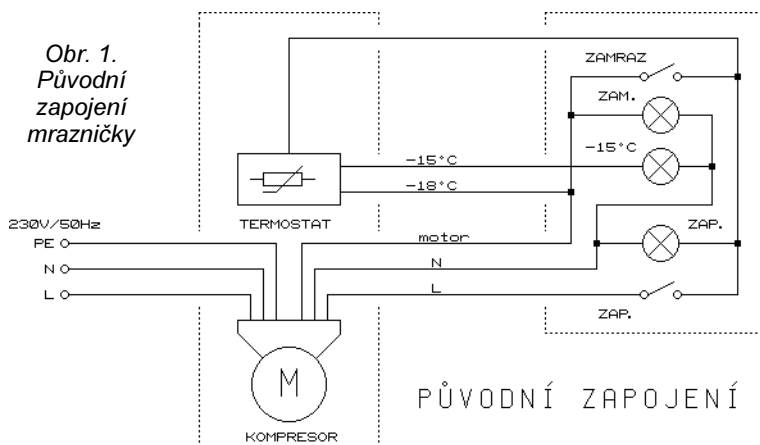 Obr. 1.
Původní
zapojení
mrazničky
ZAMRAZ
ZAM.
-15°C
-15°C
-18°C
TERMOSTAT
230V/50Hz
PE
motor
ZAP.
N
N
L
L
ZAP.
M
PŮVODNÍ ZAPOJENÍ
KOMPRESOR